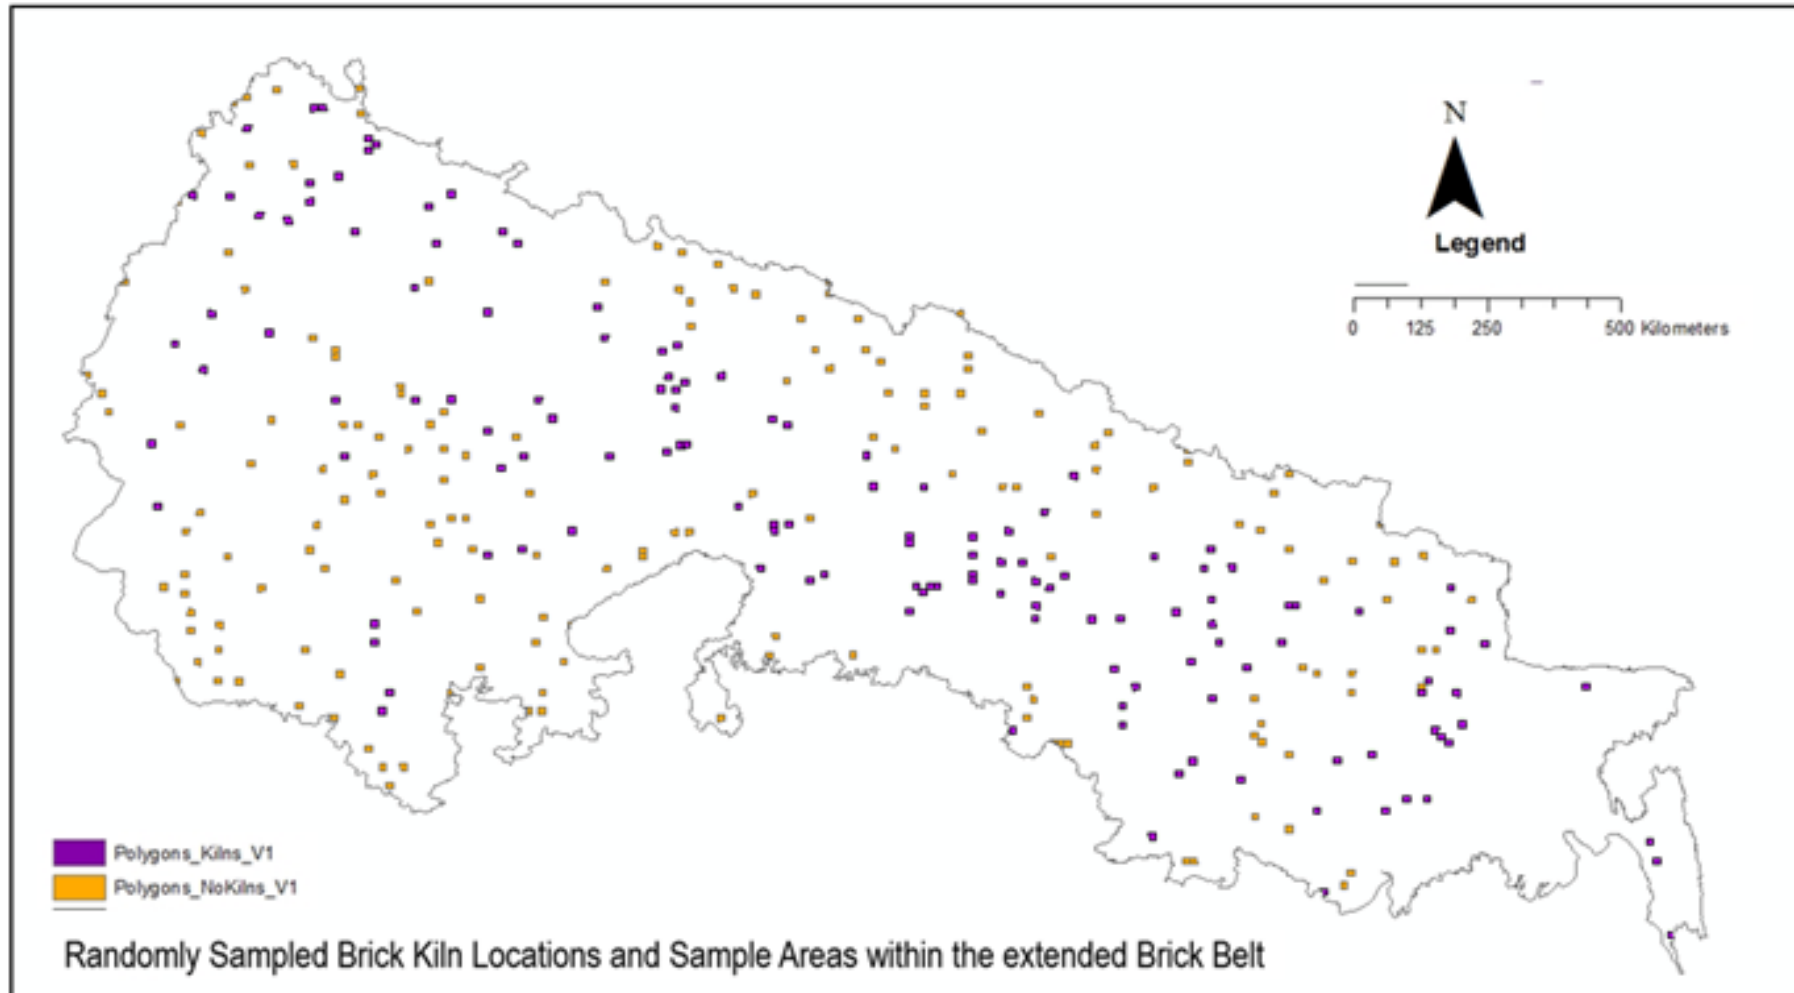 N
Legend
0 125 250 500 Kilometers
Polygons_Kilns_V1
Polygons_NoKilns_V1
Randomly Sampled Brick Kiln Locations and Sample Areas within the extended Brick Belt